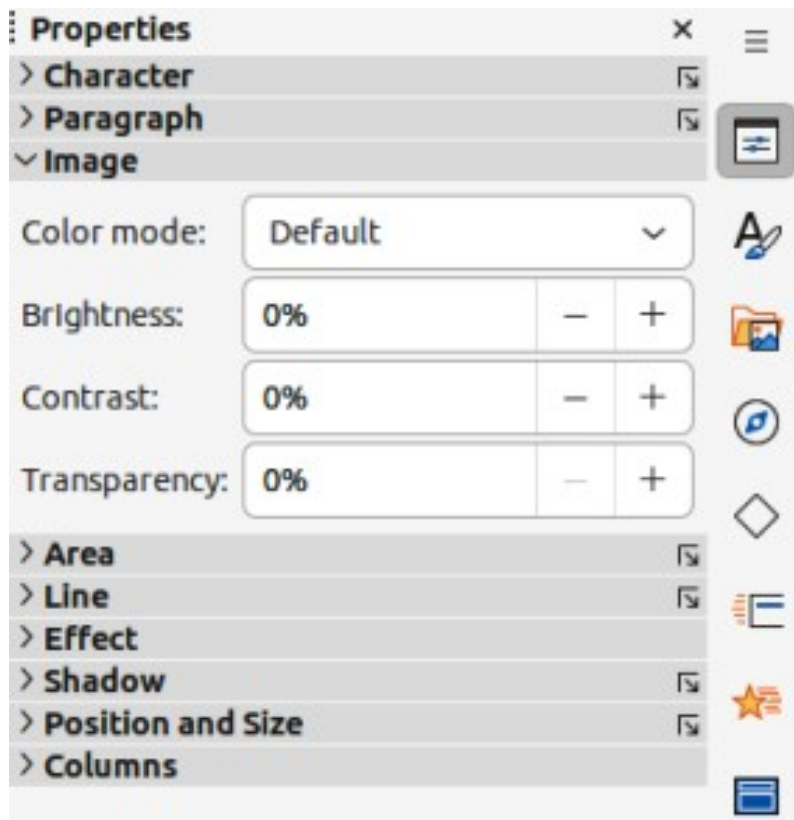 Properties
Character
Paragraph
Image
Color mode: Default
Brightness: 0%
Contrast: 0%
Transparency: 0%
Area
Line
Effect
Shadow
Position and Size
Columns